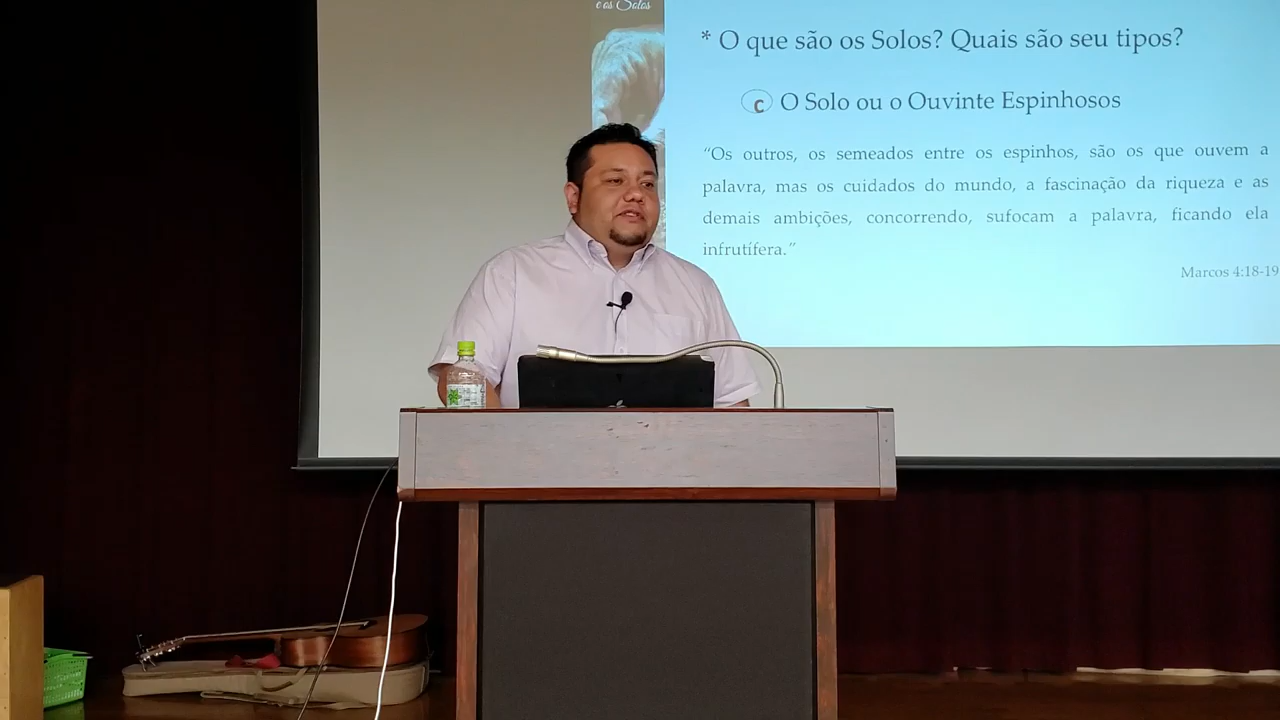 e os Solos
* O que são os Solos? Quais são seu tipos?
c O Solo ou o Ouvinte Espinhosos
“Os outros, os semeados entre os espinhos, são os que ouvem a
palavra, mas os cuidados do mundo, a fascinação da riqueza e as
demais ambições, concorrendo, sufocam a palavra, ficando ela
infrutífera.”
Marcos 4:18-19